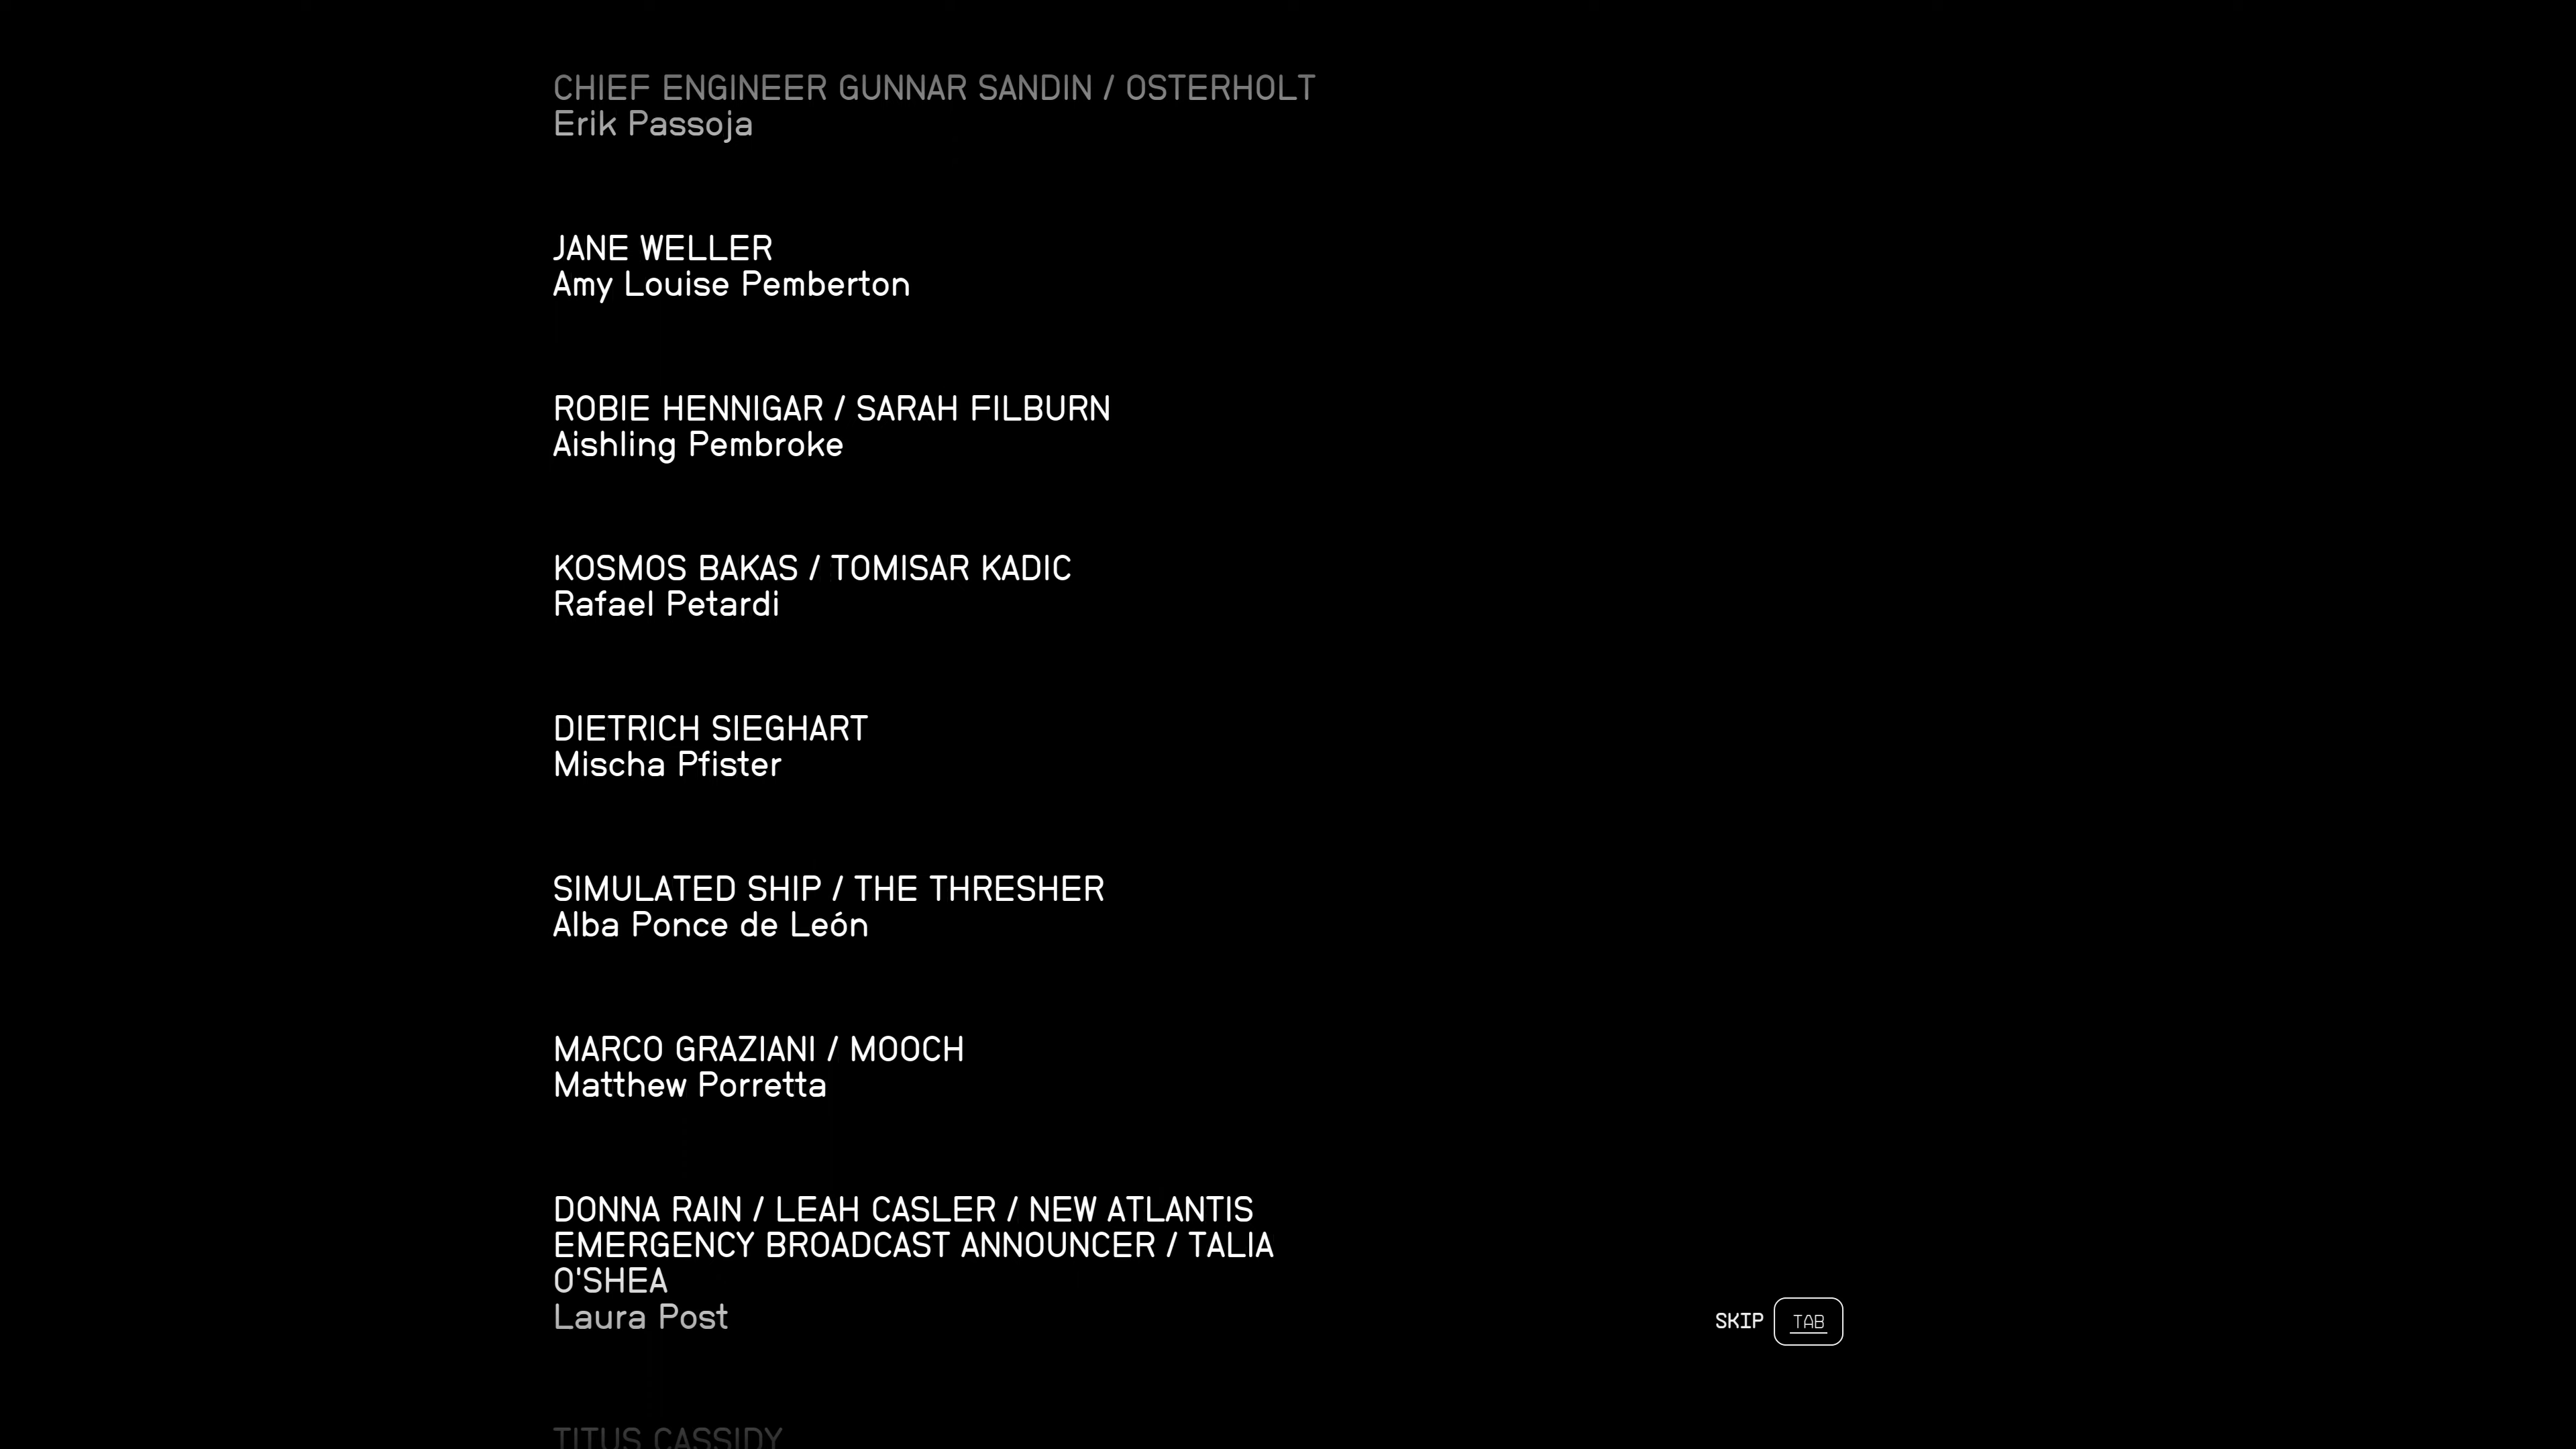 CHIEF ENGINEER GUNNAR SANDIN / OSTERHOLT
Erik Passoja
JANE WELLER
Amy Louise Pemberton
ROBIE HENNIGAR / SARAH FILBURN
Aishling Pembroke
KOSMOS BAKAS / TOMISAR KADIC
Rafael Petardi
DIETRICH SIEGHART
Mischa Pfister
SIMULATED SHIP / THE THRESHER
Alba Ponce de León
MARCO GRAZIANI / MOOCH
Matthew Porretta
DONNA RAIN / LEAH CASLER / NEW ATLANTIS
EMERGENCY BROADCAST ANNOUNCER / TALIA
O'SHEA
Laura Post
SKIP TAB
TITUS CASSIDY